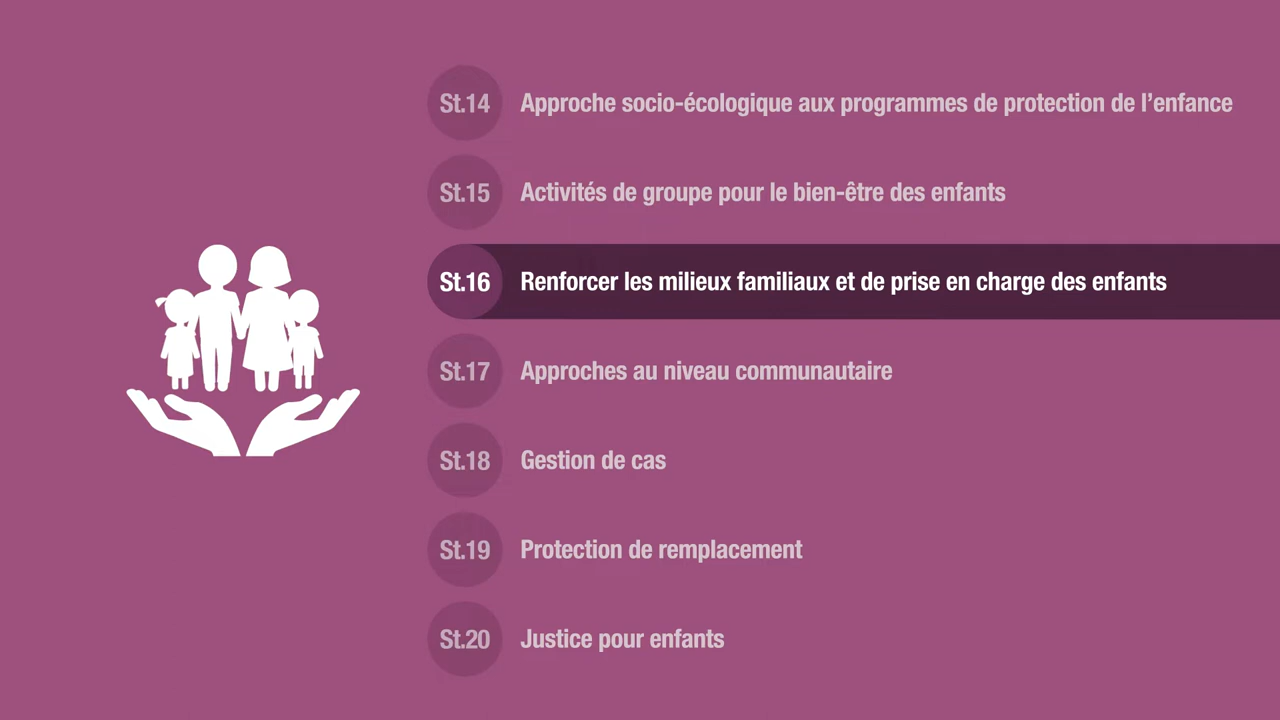 St.14 Approche socio-écologique aux programmes de protection de l'enfance
St.15 Activités de groupe pour le bien-être des enfants
St.16 Renforcer les milieux familiaux et de prise en charge des enfants
St.17 Approches au niveau communautaire
St.18 Gestion de cas
St.19 Protection de remplacement
St.20 Justice pour enfants